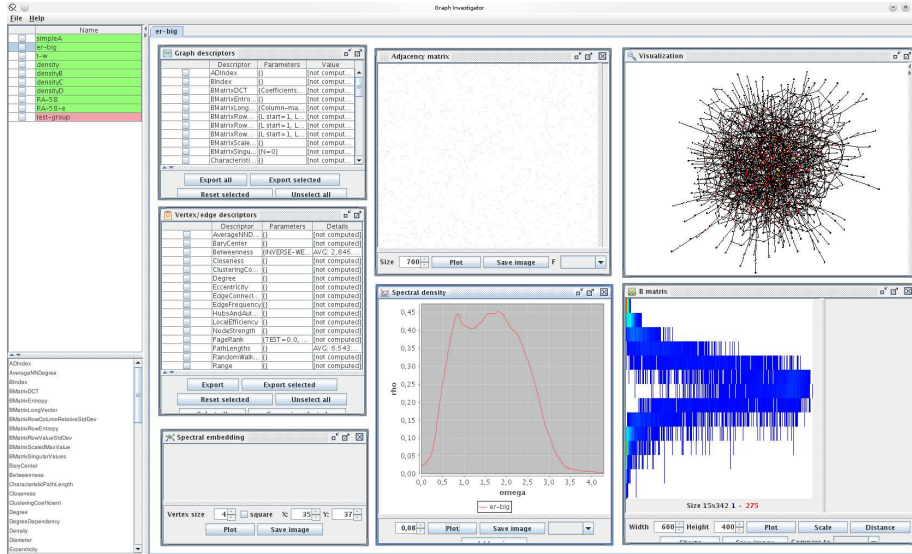 Graph Investigator
File Help
Name
simpleA
er-big
t-w
density
densityB
densityC
densityD
RA-58
RA-58-e
test-group
er-big
Graph descriptors
Descriptor Parameters Value
ADIndex {} [not comput...
BIndex {} [not comput...
BMatrixDCT {Coefficients... [not comput...
BMatrixEntro... {} [not comput...
BMatrixLong... {Column-ma... [not comput...
BMatrixRow... {L start=1, L... [not comput...
BMatrixRow... {L start=1, L... [not comput...
BMatrixRow... {L start=1, L... [not comput...
BMatrixScale... {} [not comput...
BMatrixSingu... {N=0} [not comput...
Characteristi... {} [not comput...
Export all Export selected
Reset selected Unselect all
Vertex/edge descriptors
Descriptor Parameters Details
AverageNND... {} [not computed]
BaryCenter {} [not computed]
Betweenness {INVERSE-WE... AVG: 2,846...
Closeness {} [not computed]
ClusteringCo... {} [not computed]
Degree {} [not computed]
Eccentricity {} [not computed]
EdgeConnect... {} [not computed]
EdgeFrequency {} [not computed]
HubsAndAut... {} [not computed]
LocalEfficiency {} [not computed]
NodeStrength {} [not computed]
PageRank {TEST=0.0, ... [not computed]
PathLengths {} AVG: 6,543...
RandomWalk... {} [not computed]
Range {} [not computed]
Export Export selected
Reset selected Unselect all
Spectral embedding
Vertex size 4 square X: 35 Y: 37
Plot Save image
Adjacency matrix
Size 700 Plot Save image F
Spectral density
0,45
0,40
0,35
0,30
0,25
0,20
0,15
0,10
0,05
0,00
rho
0,0 0,5 1,0 1,5 2,0 2,5 3,0 3,5 4,0
omega
er-big
0,08 Plot Save image
Visualization
B matrix
Size 15x342 1 - 275
Width 600 Height 400 Plot Scale Distance
Charts Save image Compare to
ADIndex
AverageNNDegree
BIndex
BMatrixDCT
BMatrixEntropy
BMatrixLongVector
BMatrixRowColumnRelativeStdDev
BMatrixRowEntropy
BMatrixRowValueStdDev
BMatrixScaledMaxValue
BMatrixSingularValues
BaryCenter
Betweenness
CharacteristicPathLength
Closeness
ClusteringCoefficient
Degree
DegreeDependency
Density
Diameter
Eccentricity